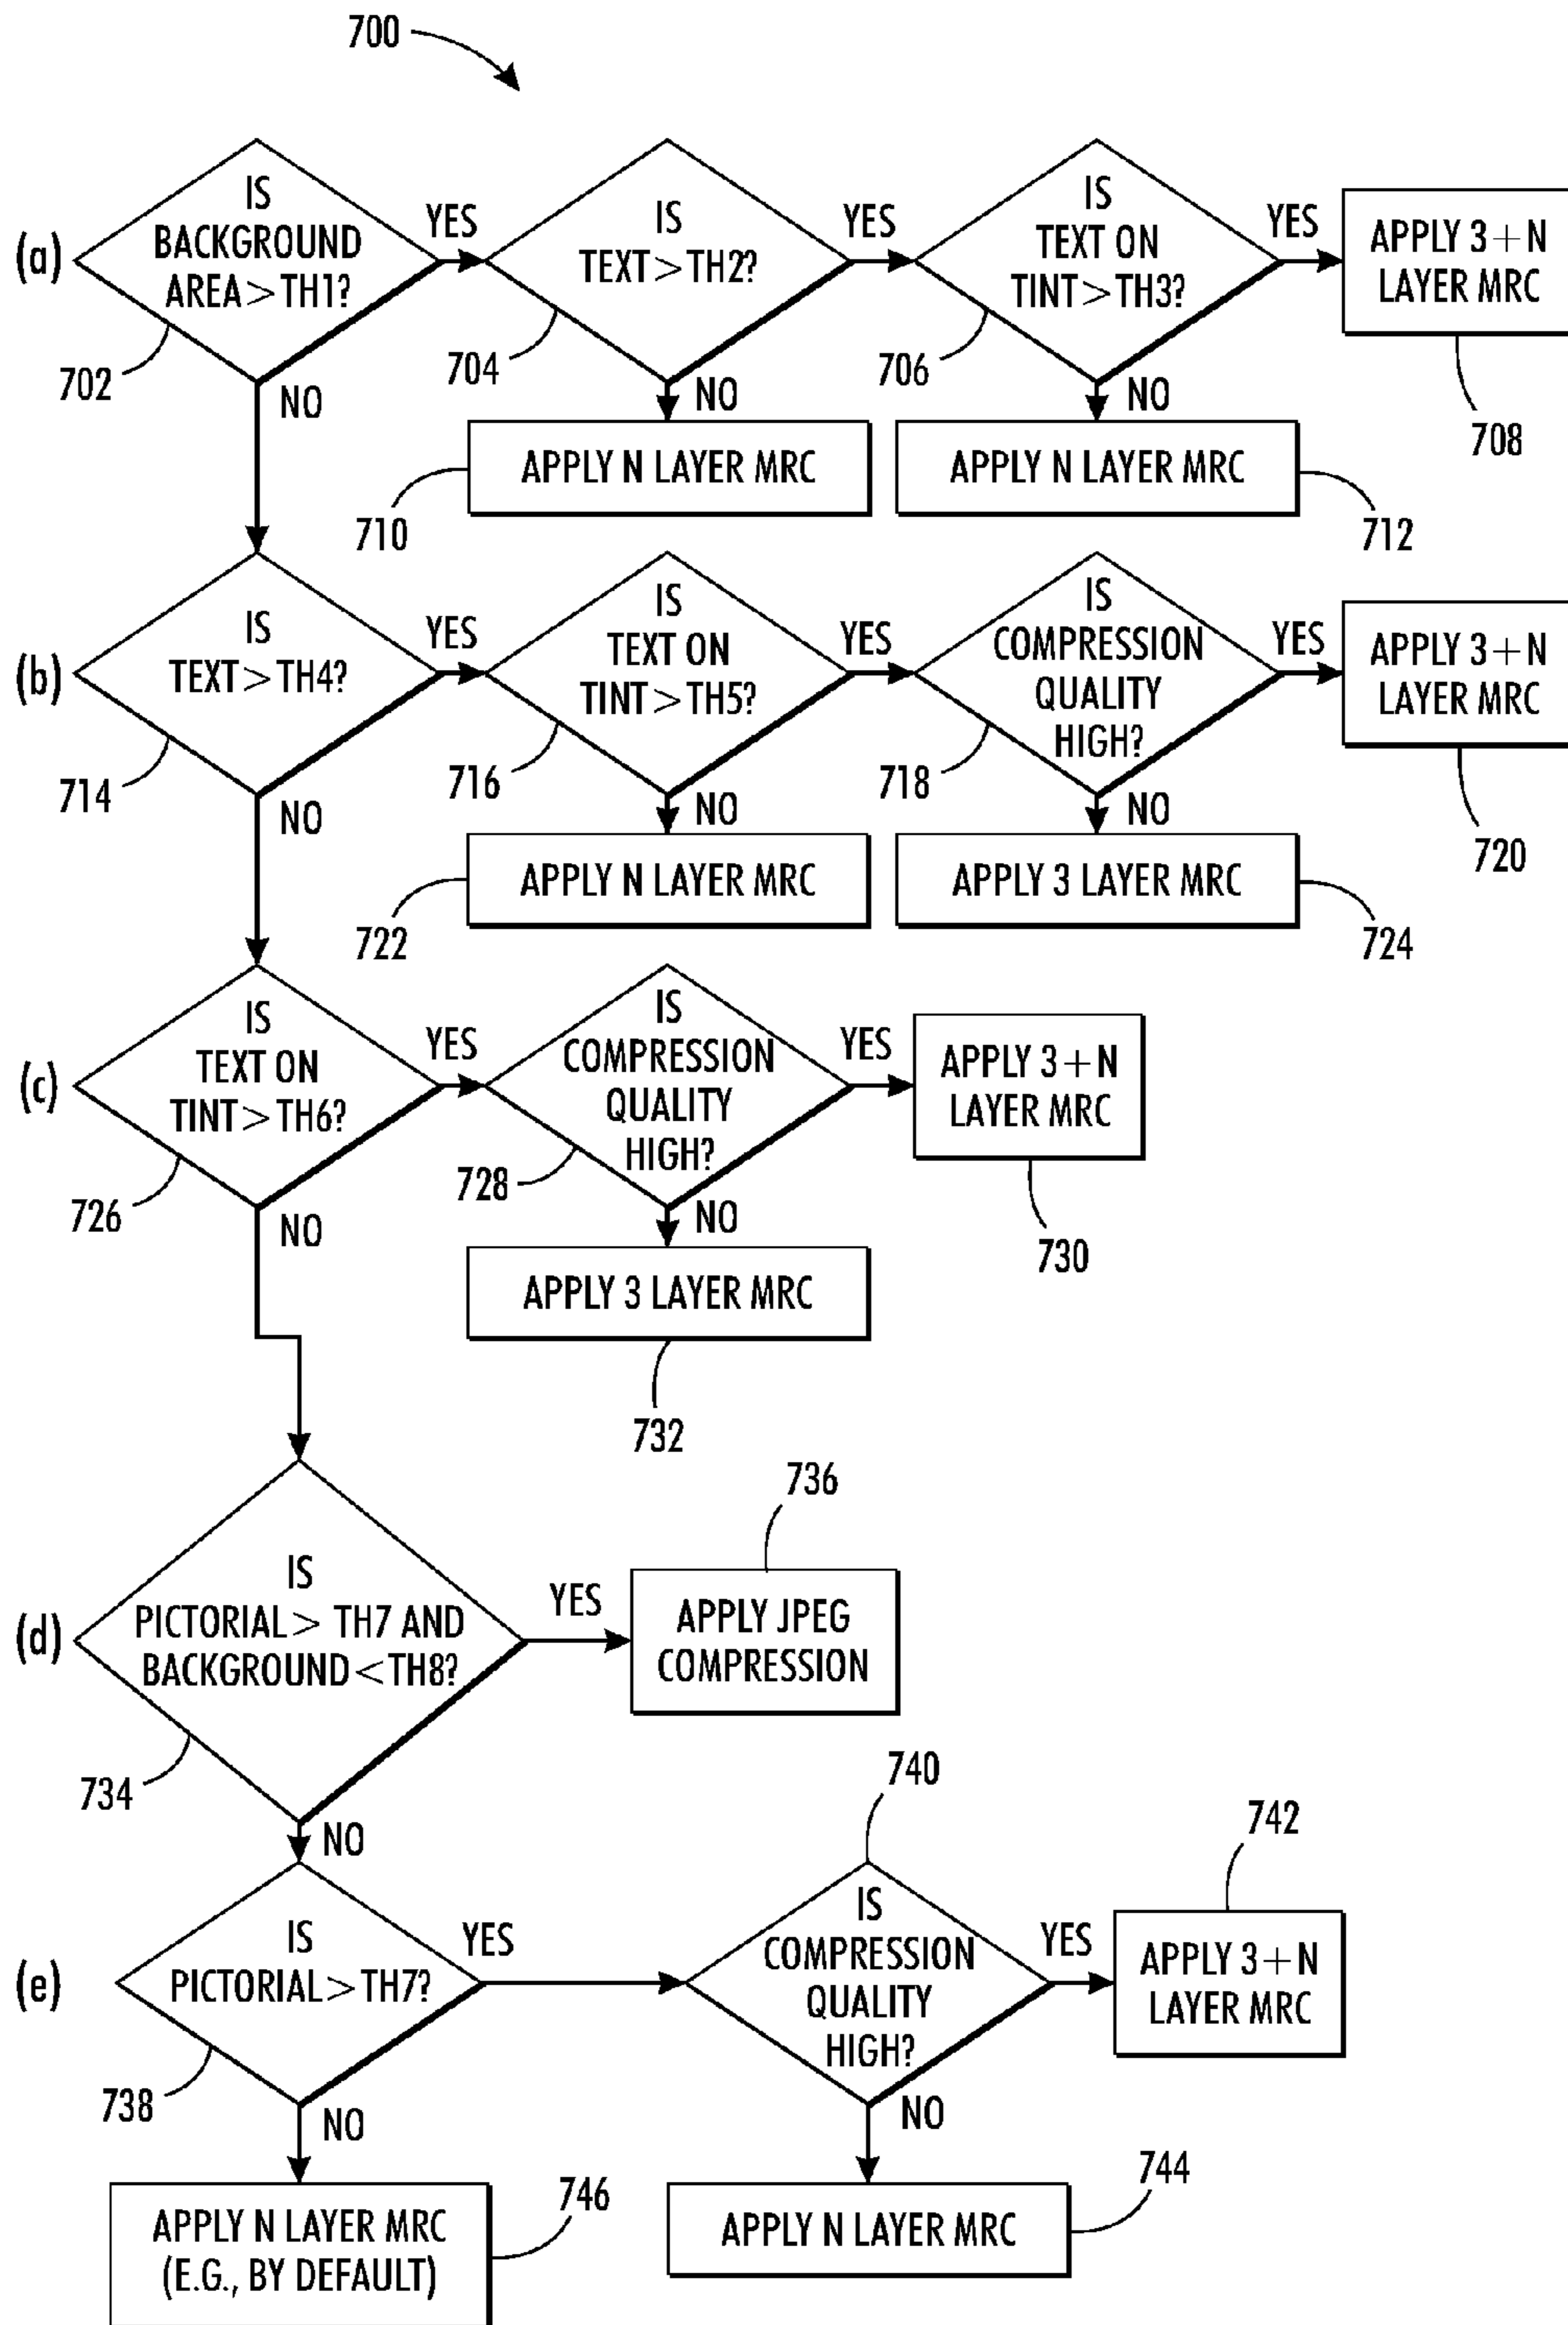 700
(a)
IS
BACKGROUND
AREA > TH1?
YES
IS
TEXT > TH2?
YES
IS
TEXT ON
TINT > TH3?
YES
APPLY 3+N
LAYER MRC
702
NO
704
NO
706
NO
708
APPLY N LAYER MRC
APPLY N LAYER MRC
710
712
(b)
IS
TEXT > TH4?
YES
IS
TEXT ON
TINT > TH5?
YES
IS
COMPRESSION
QUALITY
HIGH?
YES
APPLY 3+N
LAYER MRC
714
NO
716
NO
718
NO
720
APPLY N LAYER MRC
APPLY 3 LAYER MRC
722
724
(c)
IS
TEXT ON
TINT > TH6?
YES
IS
COMPRESSION
QUALITY
HIGH?
YES
APPLY 3+N
LAYER MRC
726
NO
728
NO
730
APPLY 3 LAYER MRC
732
736
(d)
IS
PICTORIAL > TH7 AND
BACKGROUND < TH8?
YES
APPLY JPEG
COMPRESSION
734
NO
740
742
(e)
IS
PICTORIAL > TH7?
YES
IS
COMPRESSION
QUALITY
HIGH?
YES
APPLY 3+N
LAYER MRC
738
NO
NO
746
744
APPLY N LAYER MRC
(E.G., BY DEFAULT)
APPLY N LAYER MRC